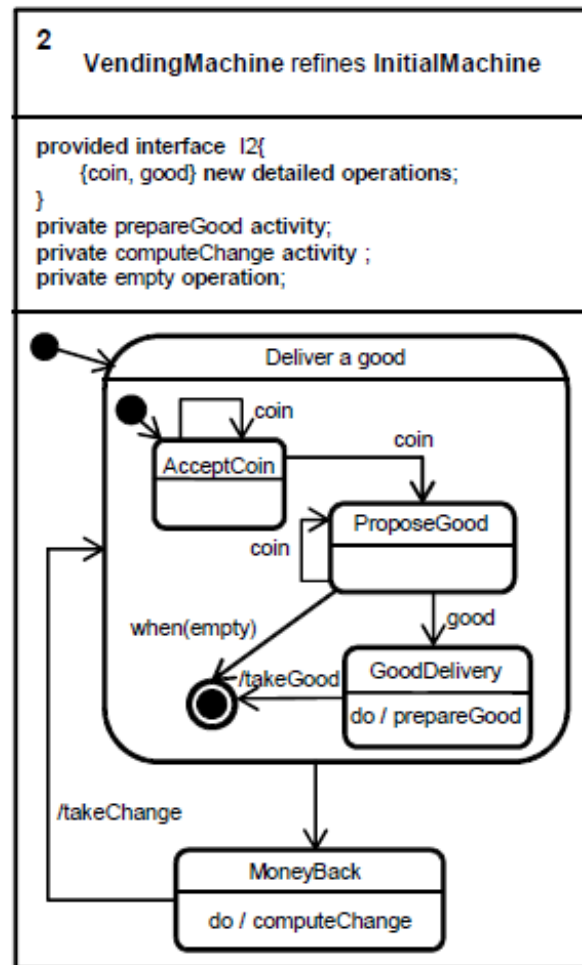 2
VendingMachine refines InitialMachine
provided interface I2{
{coin, good} new detailed operations;
}
private prepareGood activity;
private computeChange activity ;
private empty operation;
Deliver a good
coin
coin
AcceptCoin
ProposeGood
coin
when(empty)
good
/takeGood
GoodDelivery
do / prepareGood
/takeChange
MoneyBack
do / computeChange